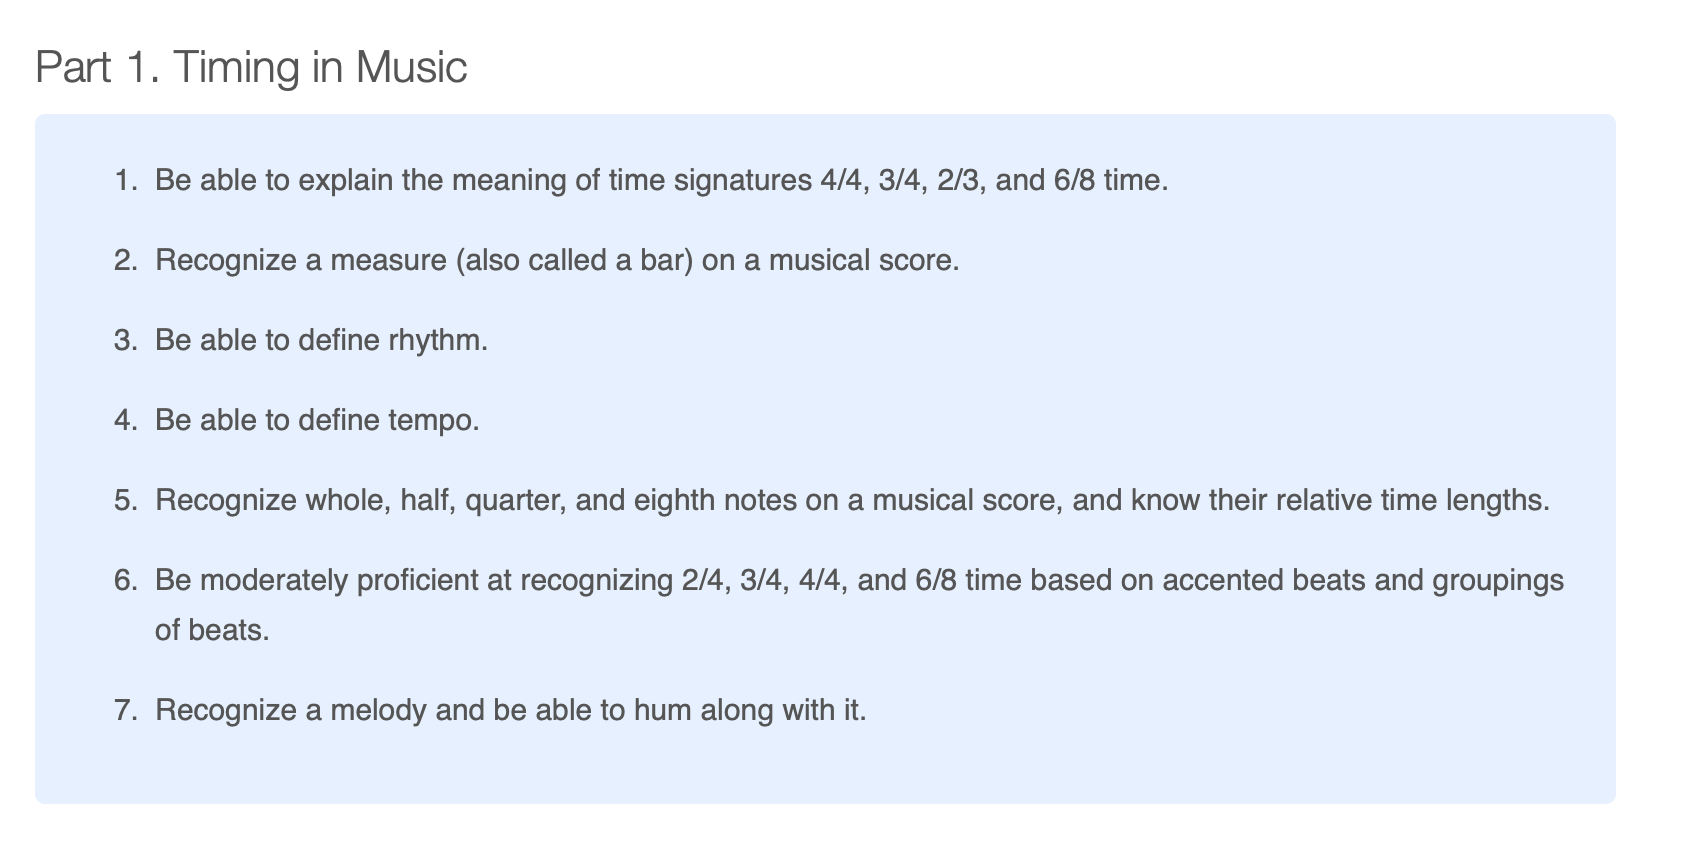 Part 1. Timing in Music
1. Be able to explain the meaning of time signatures 4/4, 3/4, 2/3, and 6/8 time.
2. Recognize a measure (also called a bar) on a musical score.
3. Be able to define rhythm.
4. Be able to define tempo.
5. Recognize whole, half, quarter, and eighth notes on a musical score, and know their relative time lengths.
6. Be moderately proficient at recognizing 2/4, 3/4, 4/4, and 6/8 time based on accented beats and groupings
of beats.
7. Recognize a melody and be able to hum along with it.